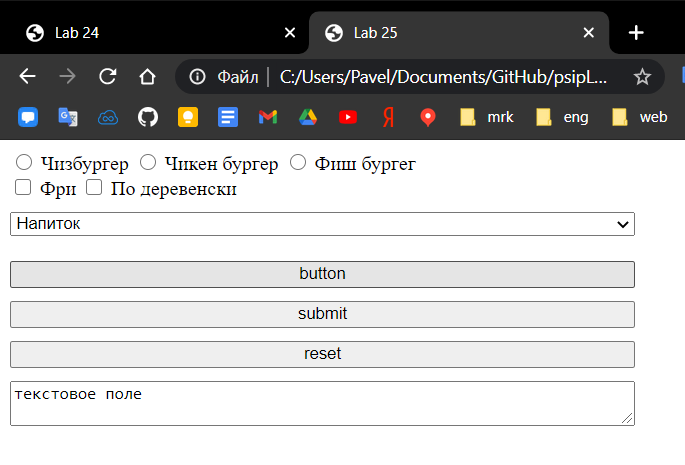 Lab 24 Lab 25
Файл C:/Users/Pavel/Documents/GitHub/psipL...
mrk eng web
Чизбургер Чикен бургер Фиш бургег
Фри По деревенски
Напиток
button
submit
reset
текстовое поле